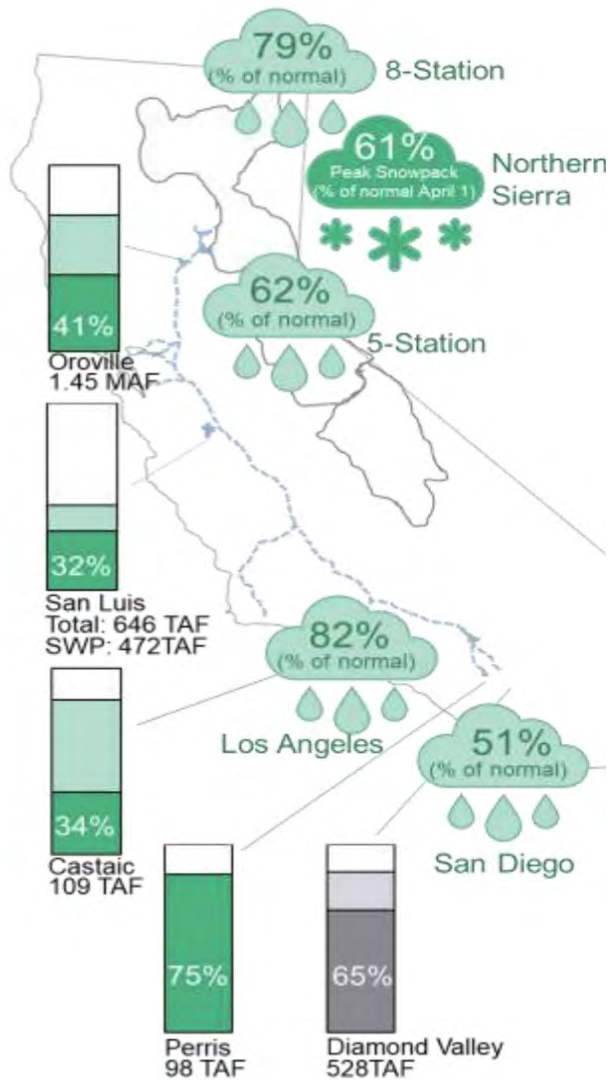 79%
(% of normal)
8-Station
61%
Peak Snowpack
(% of normal April 1)
Northern
Sierra
62%
(% of normal)
5-Station
41%
Oroville
1.45 MAF
32%
San Luis
Total: 646 TAF
SWP: 472TAF
82%
(% of normal)
Los Angeles
51%
(% of normal)
San Diego
34%
Castaic
109 TAF
75%
Perris
98 TAF
65%
Diamond Valley
528TAF